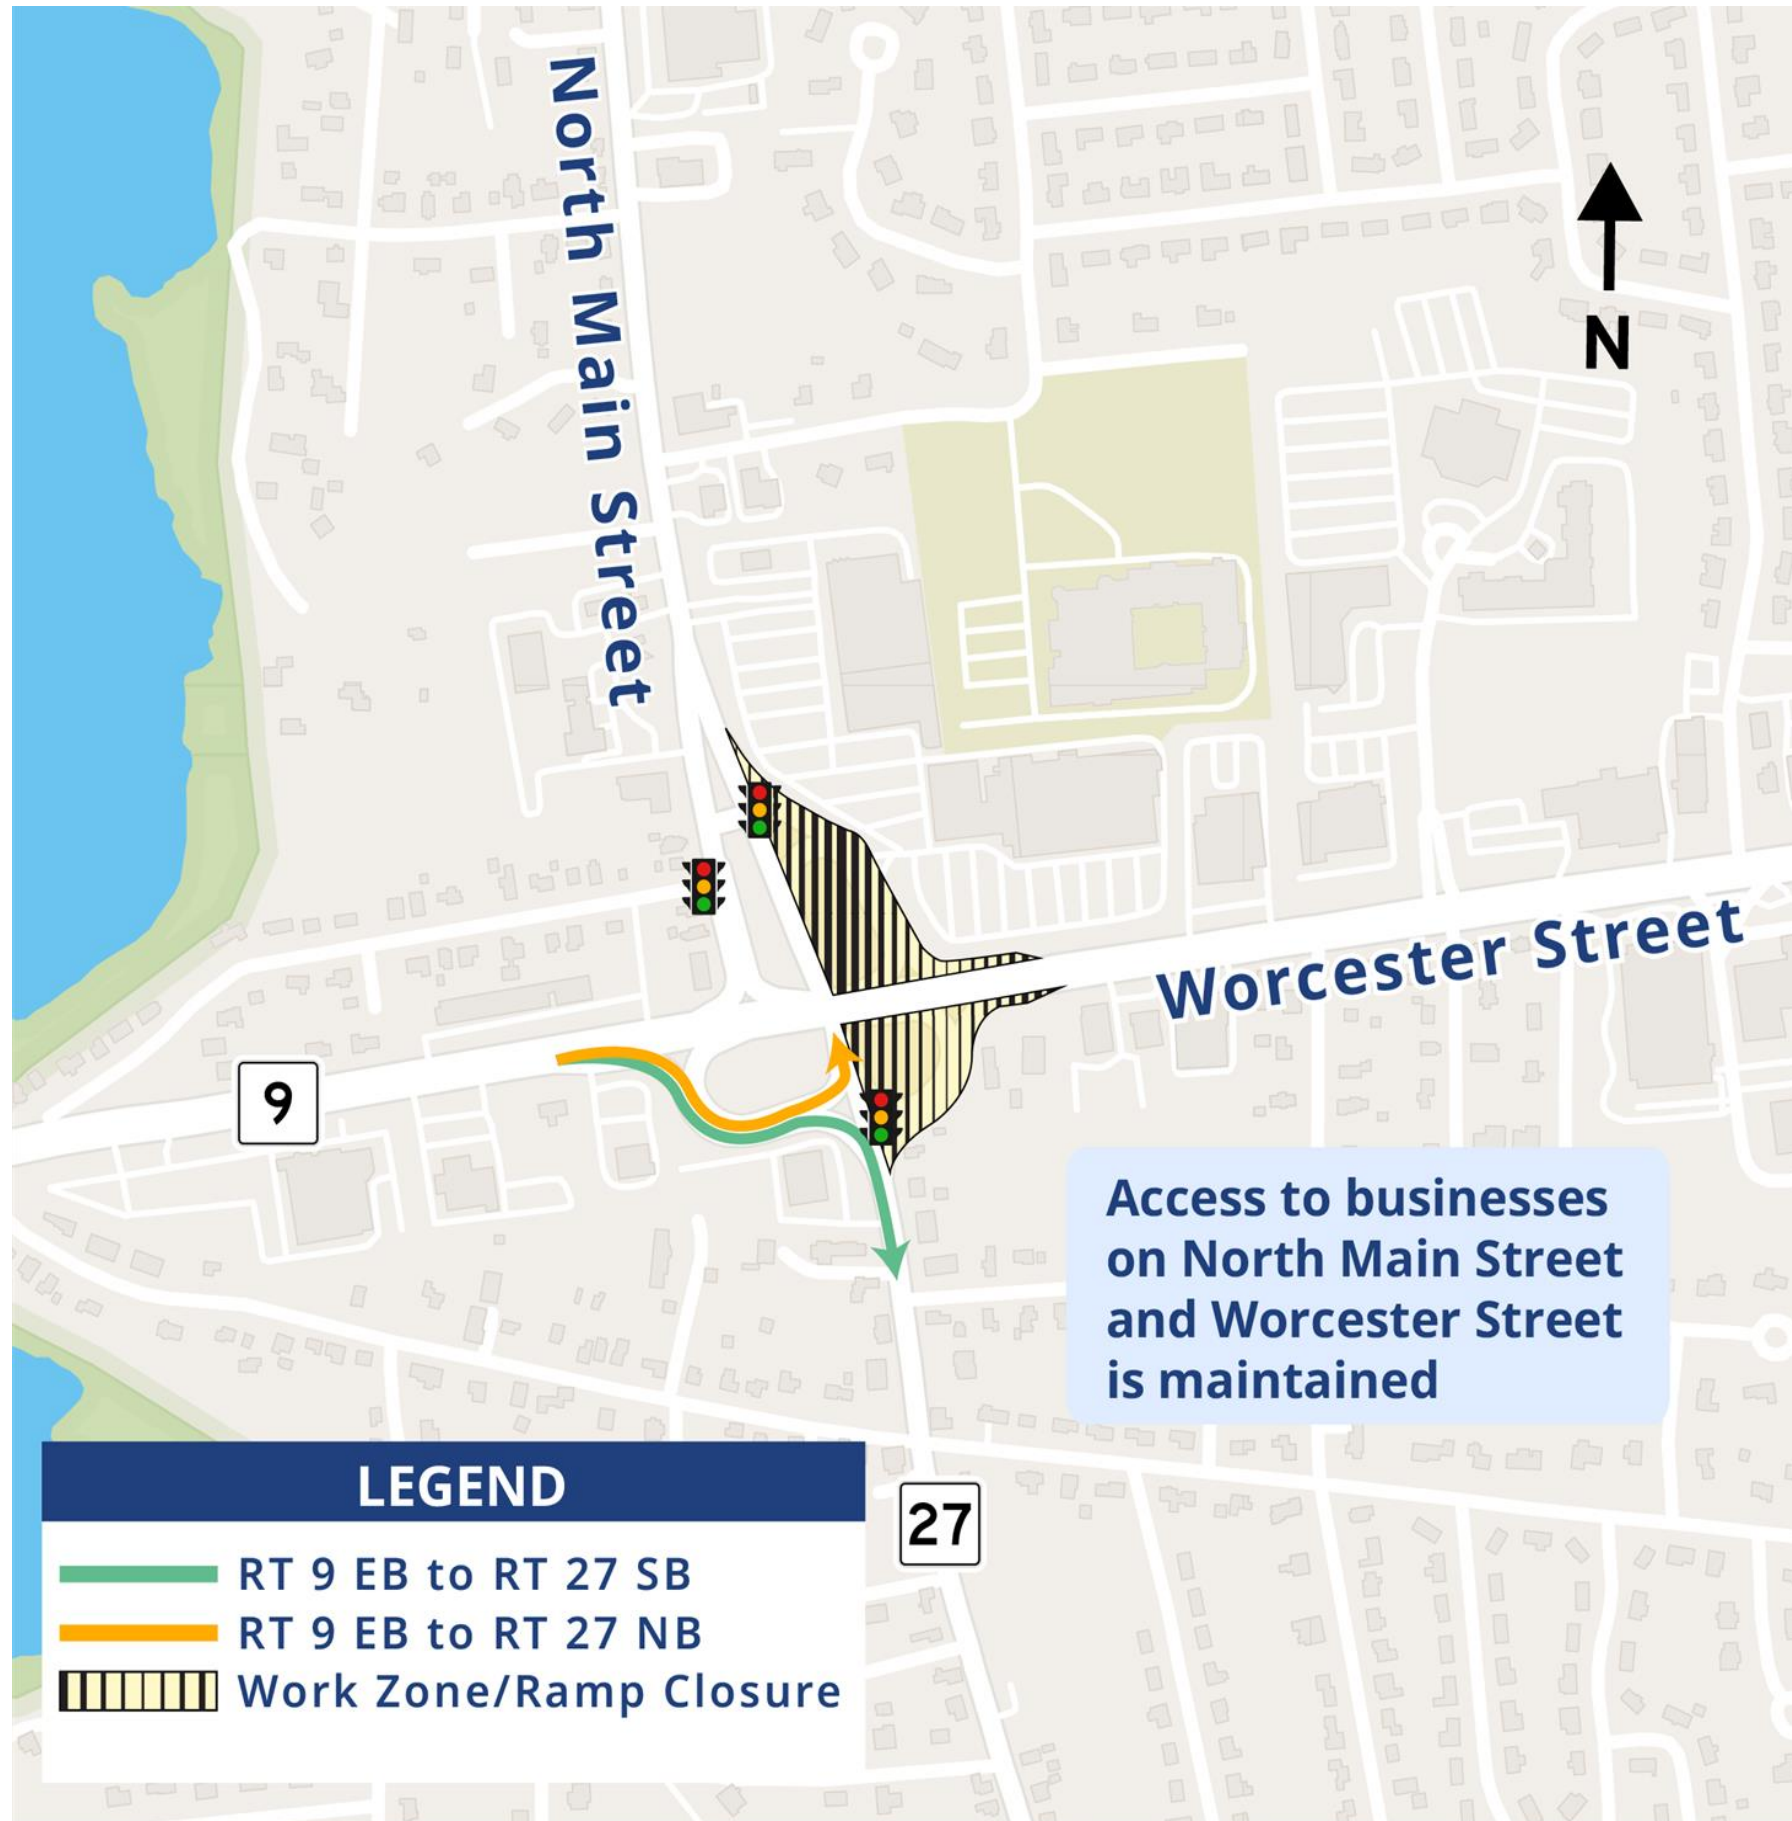 North Main Street
N
Worcester Street
9
Access to businesses
on North Main Street
and Worcester Street
is maintained
LEGEND
RT 9 EB to RT 27 SB
RT 9 EB to RT 27 NB
Work Zone/Ramp Closure
27